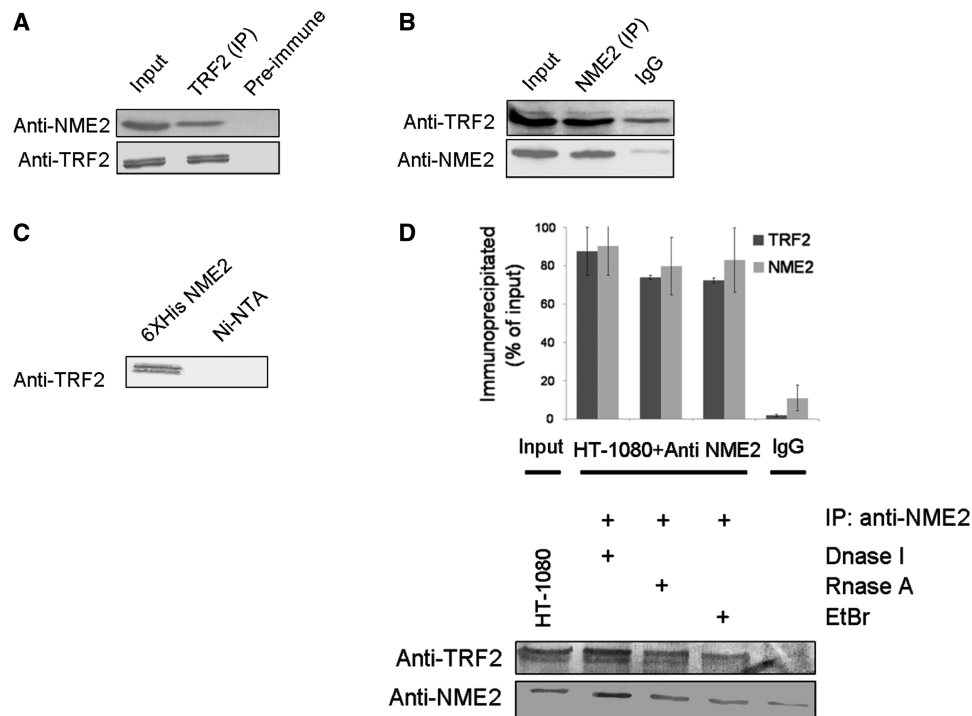 A
Input
TRF2 (IP)
Pre-immune
Anti-NME2
Anti-TRF2
B
Input
NME2 (IP)
IgG
Anti-TRF2
Anti-NME2
C
6XHis NME2
Ni-NTA
Anti-TRF2
D
Immunoprecipitated
(% of input)
100
80
60
40
20
0
TRF2
NME2
Input HT-1080+Anti NME2 IgG
+ + + IP: anti-NME2
+ Dnase I
+ Rnase A
+ EtBr
HT-1080
Anti-TRF2
Anti-NME2